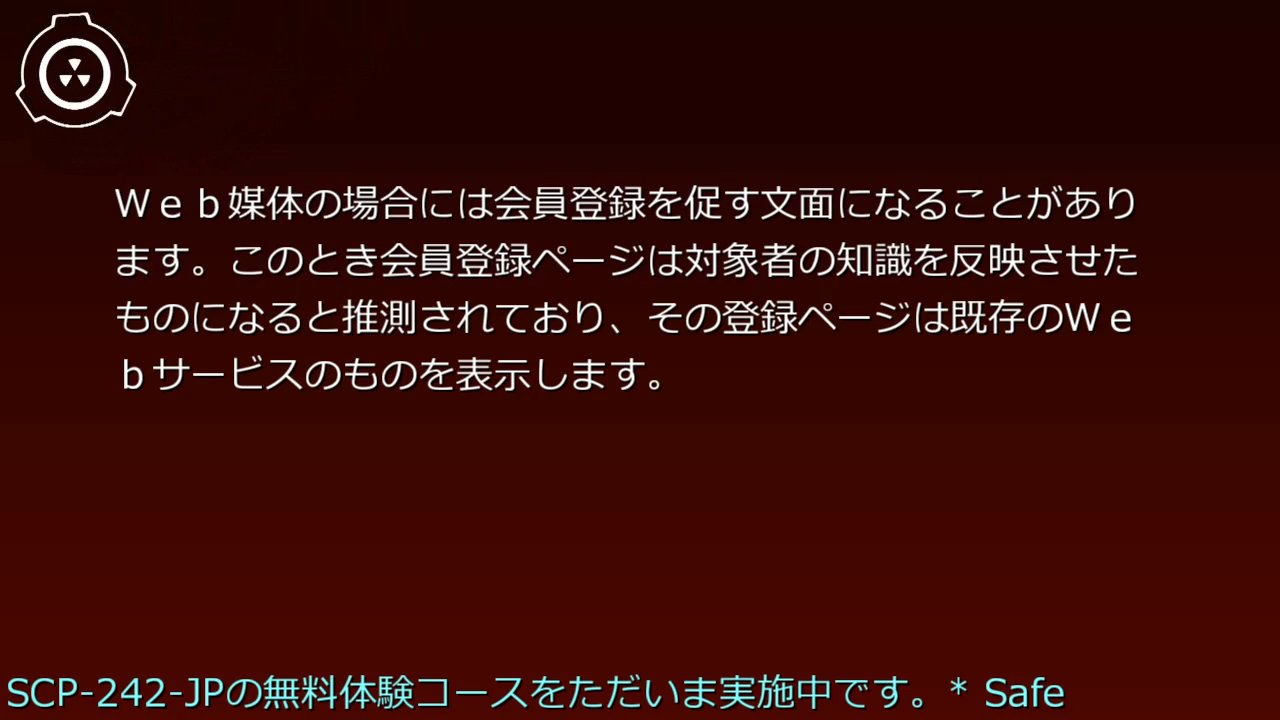 Ｗｅｂ媒体の場合には会員登録を促す文面になることがあり
ます。このとき会員登録ページは対象者の知識を反映させた
ものになると推測されており、その登録ページは既存のＷｅ
ｂサービスのものを表示します。
SCP-242-JPの無料体験コースをただいま実施中です。* Safe